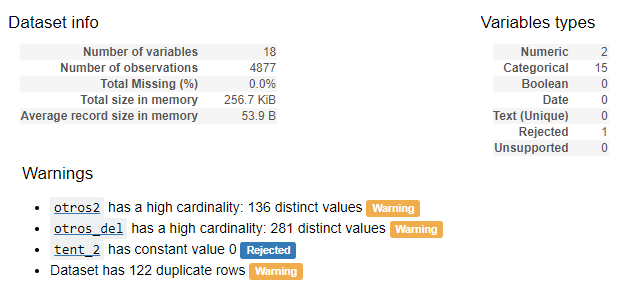 Dataset info
Number of variables 18
Number of observations 4877
Total Missing (%) 0.0%
Total size in memory 256.7 KiB
Average record size in memory 53.9 B
Variables types
Numeric 2
Categorical 15
Boolean 0
Date 0
Text (Unique) 0
Rejected 1
Unsupported 0
Warnings
otros2 has a high cardinality: 136 distinct values Warning
otros_del has a high cardinality: 281 distinct values Warning
tent_2 has constant value 0 Rejected
Dataset has 122 duplicate rows Warning